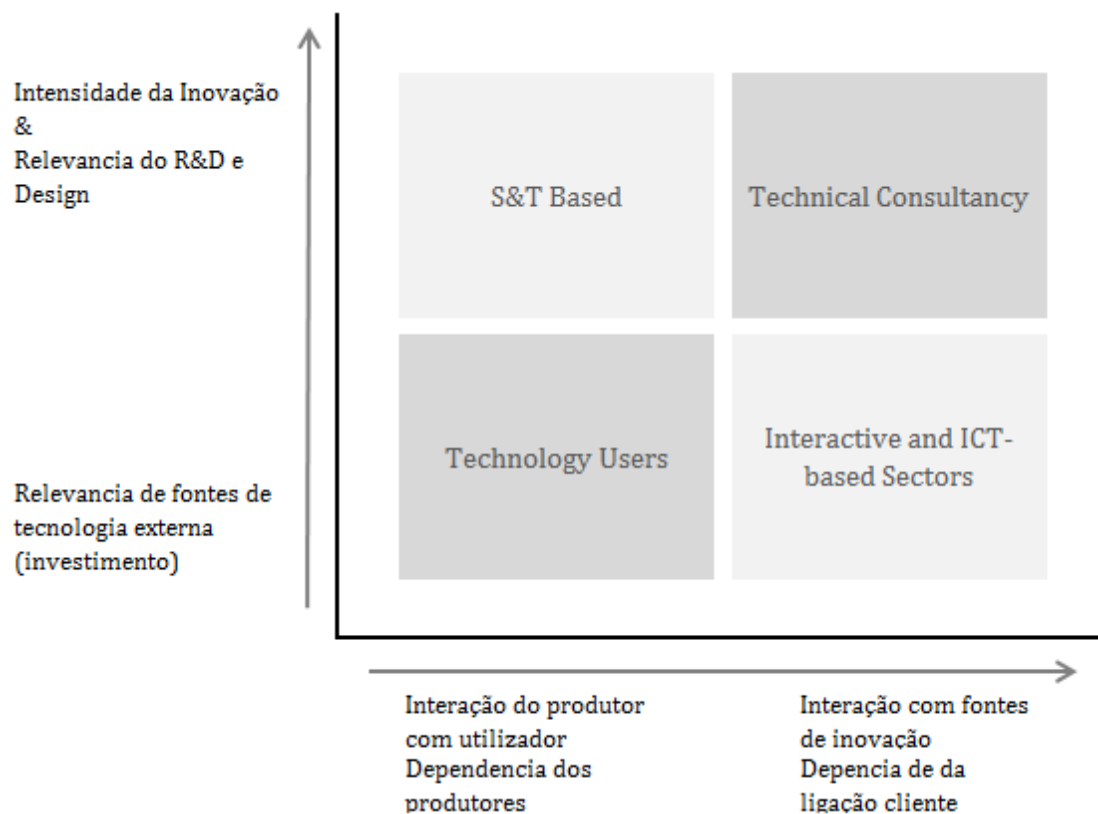 Intensidade da Inovação
&
Relevancia do R&D e
Design
S&T Based
Technical Consultancy
Technology Users
Interactive and ICT-
based Sectors
Relevancia de fontes de
tecnologia externa
(investimento)
Interação do produtor
com utilizador
Dependencia dos
produtores
Interação com fontes
de inovação
Depencia de da
ligação cliente